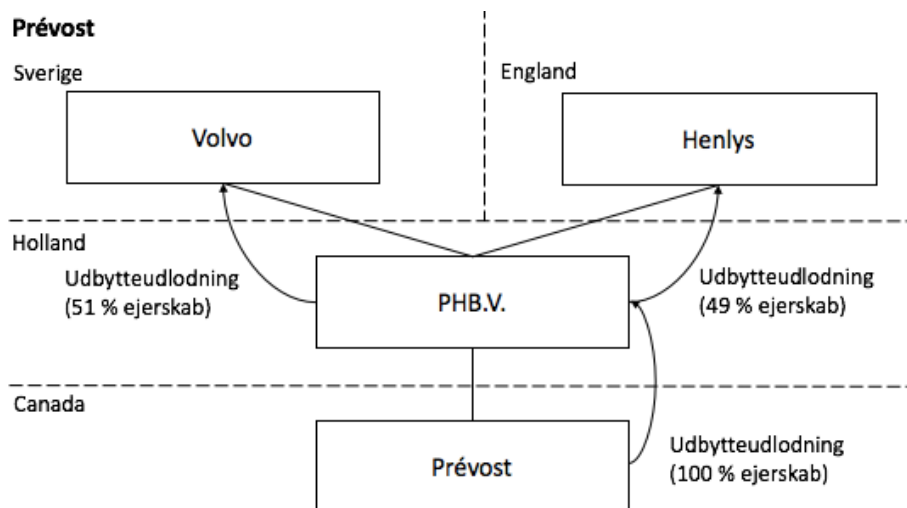 Prévost
Sverige
England
Volvo
Henlys
Holland
Udbytteudlodning
(51 % ejerskab)
PHB.V.
Udbytteudlodning
(49 % ejerskab)
Canada
Prévost
Udbytteudlodning
(100 % ejerskab)